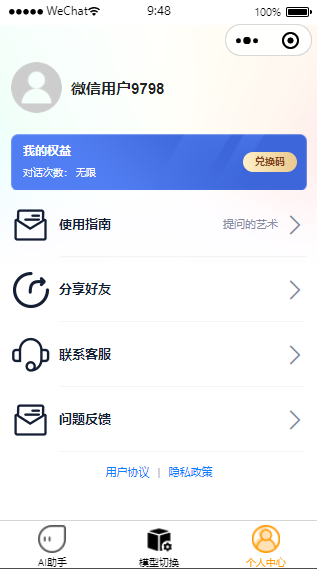 WeChat 9:48 100%
微信用户9798
我的权益
对话次数: 无限
兑换码
使用指南 提问的艺术
分享好友
联系客服
问题反馈
用户协议 | 隐私政策
AI助手 模型切换 个人中心